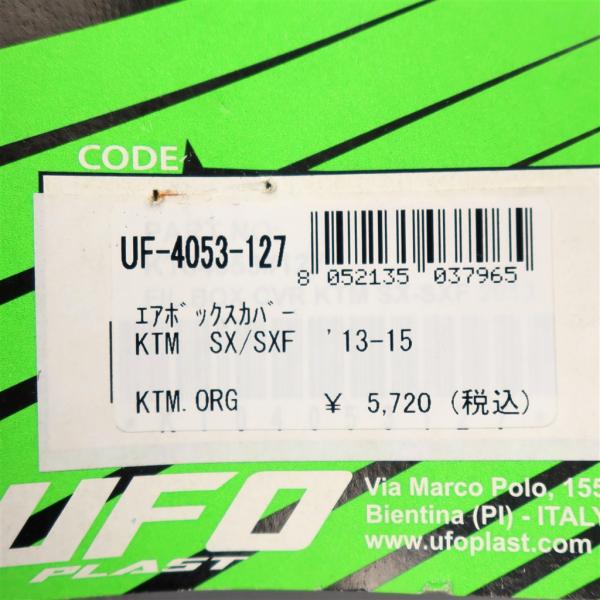 CODE
UF-4053-127
8 052135 037965
ｴｱﾎﾞｯｸｽｶﾊﾞｰ
KTM SX/SXF '13-15
KTM.ORG ¥ 5,720 (税込)
UFO
PLAST
Via Marco Polo, 155
Bientina (PI) - ITALY
www.ufoplast.com